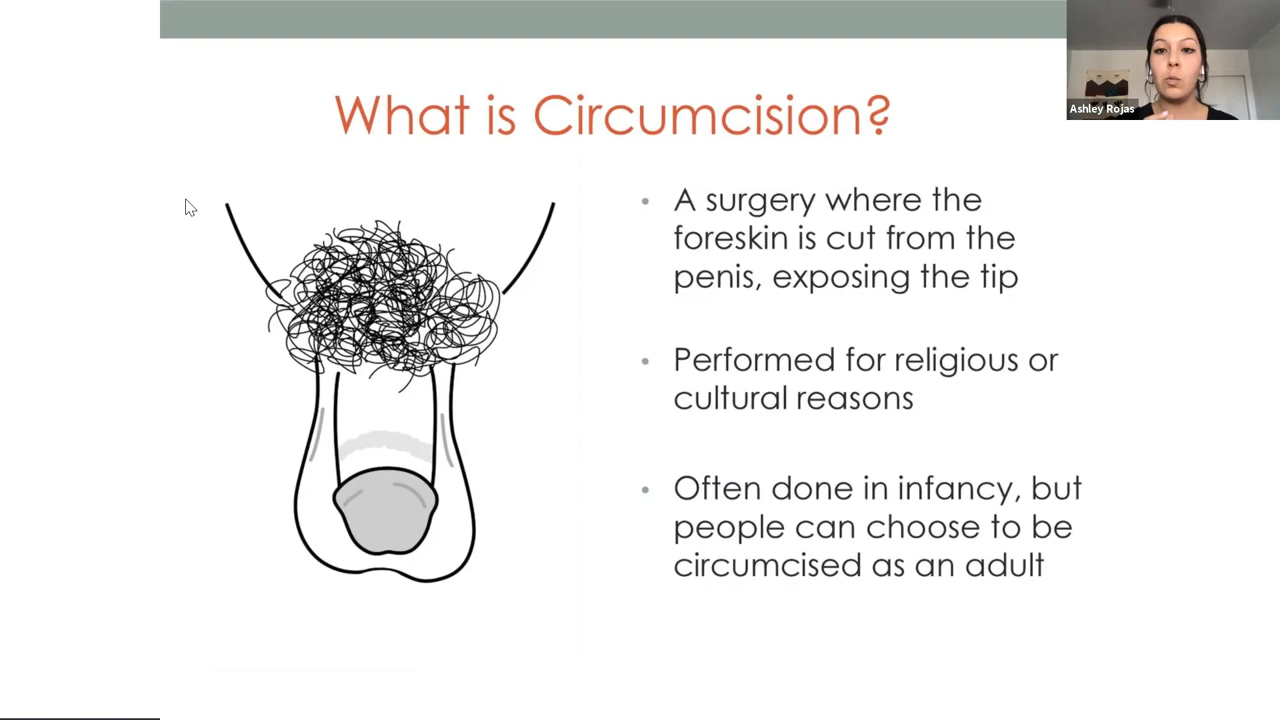 Ashley Rojas
What is Circumcision?
• A surgery where the
foreskin is cut from the
penis, exposing the tip
• Performed for religious or
cultural reasons
• Often done in infancy, but
people can choose to be
circumcised as an adult